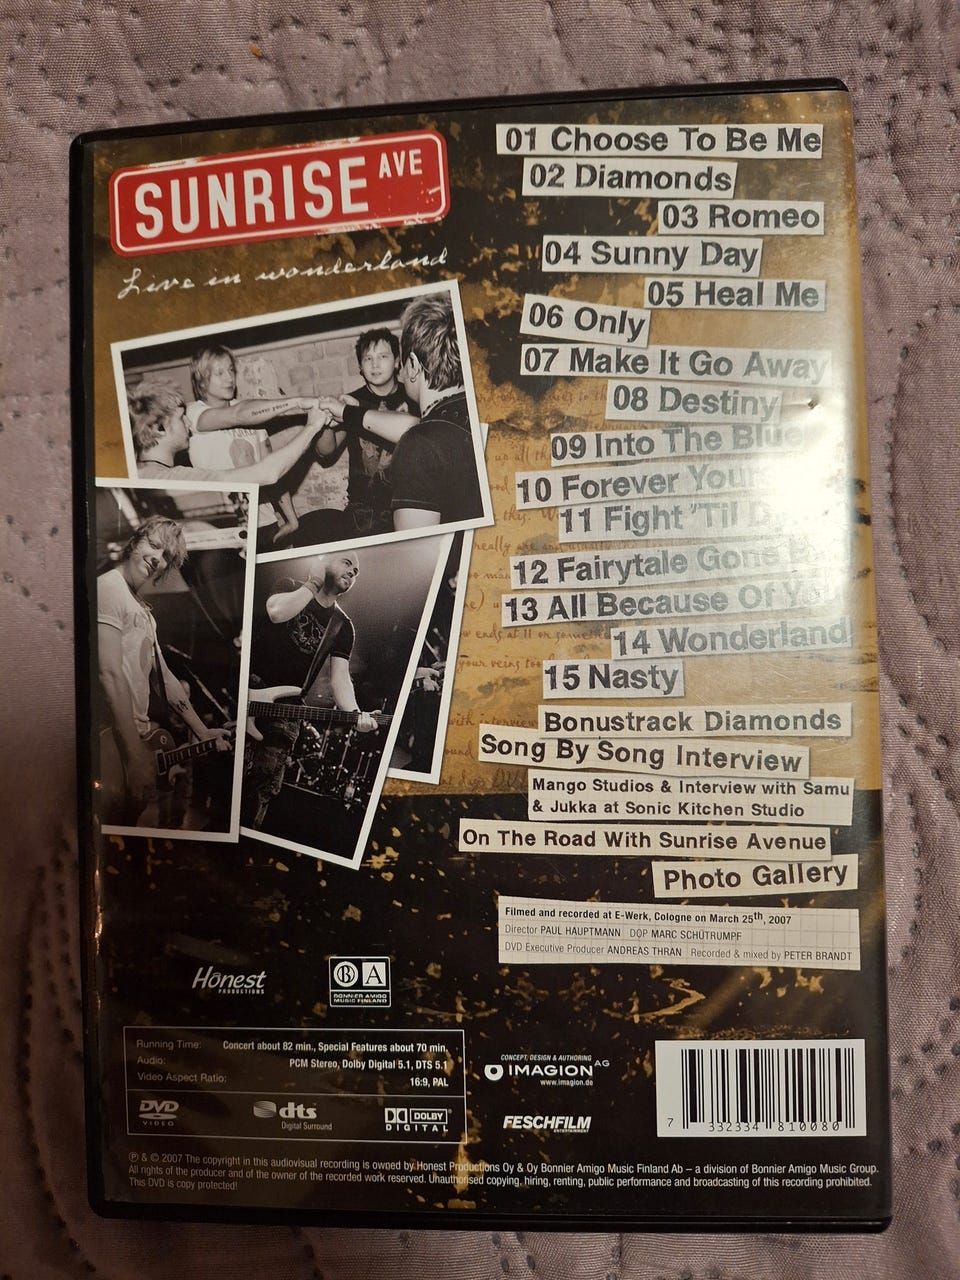 SUNRISE AVE
Live in wonderland
01 Choose To Be Me
02 Diamonds
03 Romeo
04 Sunny Day
05 Heal Me
06 Only
07 Make It Go Away
08 Destiny
09 Into The Blue
10 Forever Yours
11 Fight 'Til
12 Fairytale Gone
13 All Because Of You
14 Wonderland
15 Nasty
Bonustrack Diamonds
Song By Song Interview
Mango Studios & Interview with Samu
& Jukka at Sonic Kitchen Studio
On The Road With Sunrise Avenue
Photo Gallery
Filmed and recorded at E-Werk, Cologne on March 25th, 2007
Director PAUL HAUPTMANN DOP MARC SCHÜTRUMPF
DVD Executive Producer ANDREAS THRAN Recorded & mixed by PETER BRANDT
Honest
PRODUCTIONS
B A
BONNIER AMIGO
MUSIC FINLAND
Running Time: Concert about 82 min., Special Features about 70 min.
Audio: PCM Stereo, Dolby Digital 5.1, DTS 5.1
Video Aspect Ratio: 16:9, PAL
DVD
VIDEO
dts
Digital Surround
DOLBY
DIGITAL
CONCEPT, DESIGN & AUTHORING
IMAGION AG
www.imagion.de
FESCHFILM
ENTERTAINMENT
7 332334 810080
℗ & © 2007 The copyright in this audiovisual recording is owned by Honest Productions Oy & Oy Bonnier Amigo Music Finland Ab – a division of Bonnier Amigo Music Group.
All rights of the producer and of the owner of the recorded work reserved. Unauthorised copying, hiring, renting, public performance and broadcasting of this recording prohibited.
This DVD is copy protected!